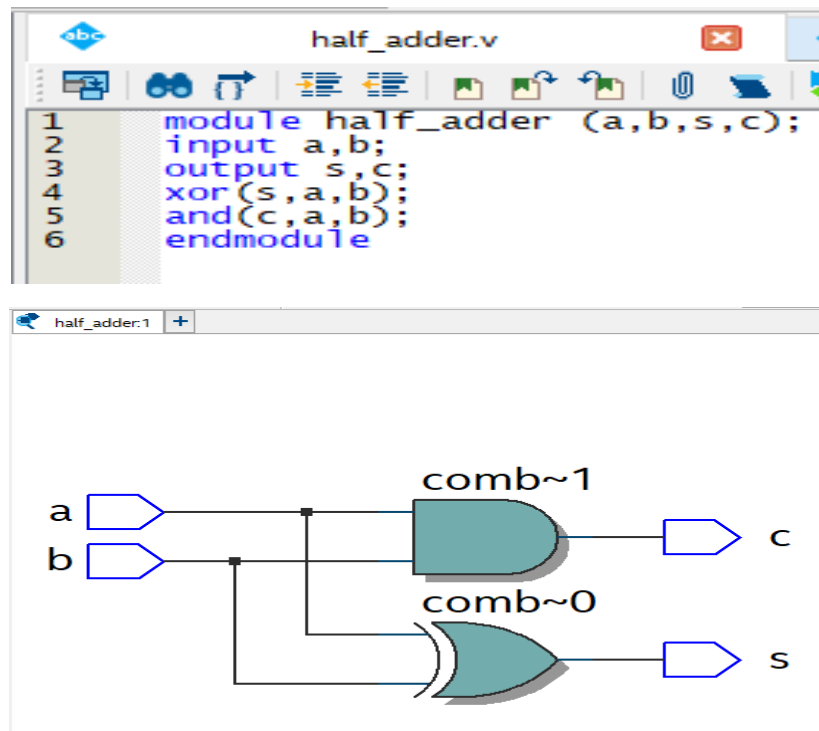 abc half_adder.v
1 module half_adder (a,b,s,c);
2 input a,b;
3 output s,c;
4 xor(s,a,b);
5 and(c,a,b);
6 endmodule
half_adder:1 +
comb~1
a
c
b
comb~0
s